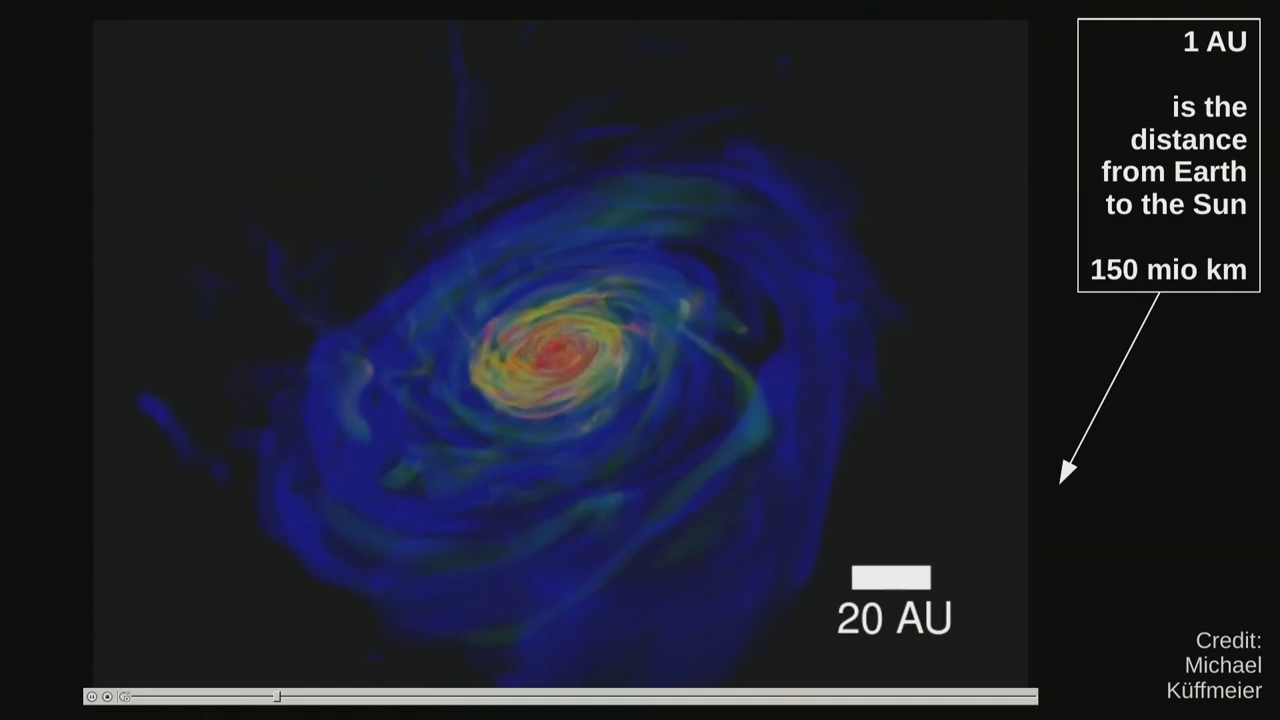 1 AU
is the
distance
from Earth
to the Sun
150 mio km
20 AU
Credit:
Michael
Küffmeier